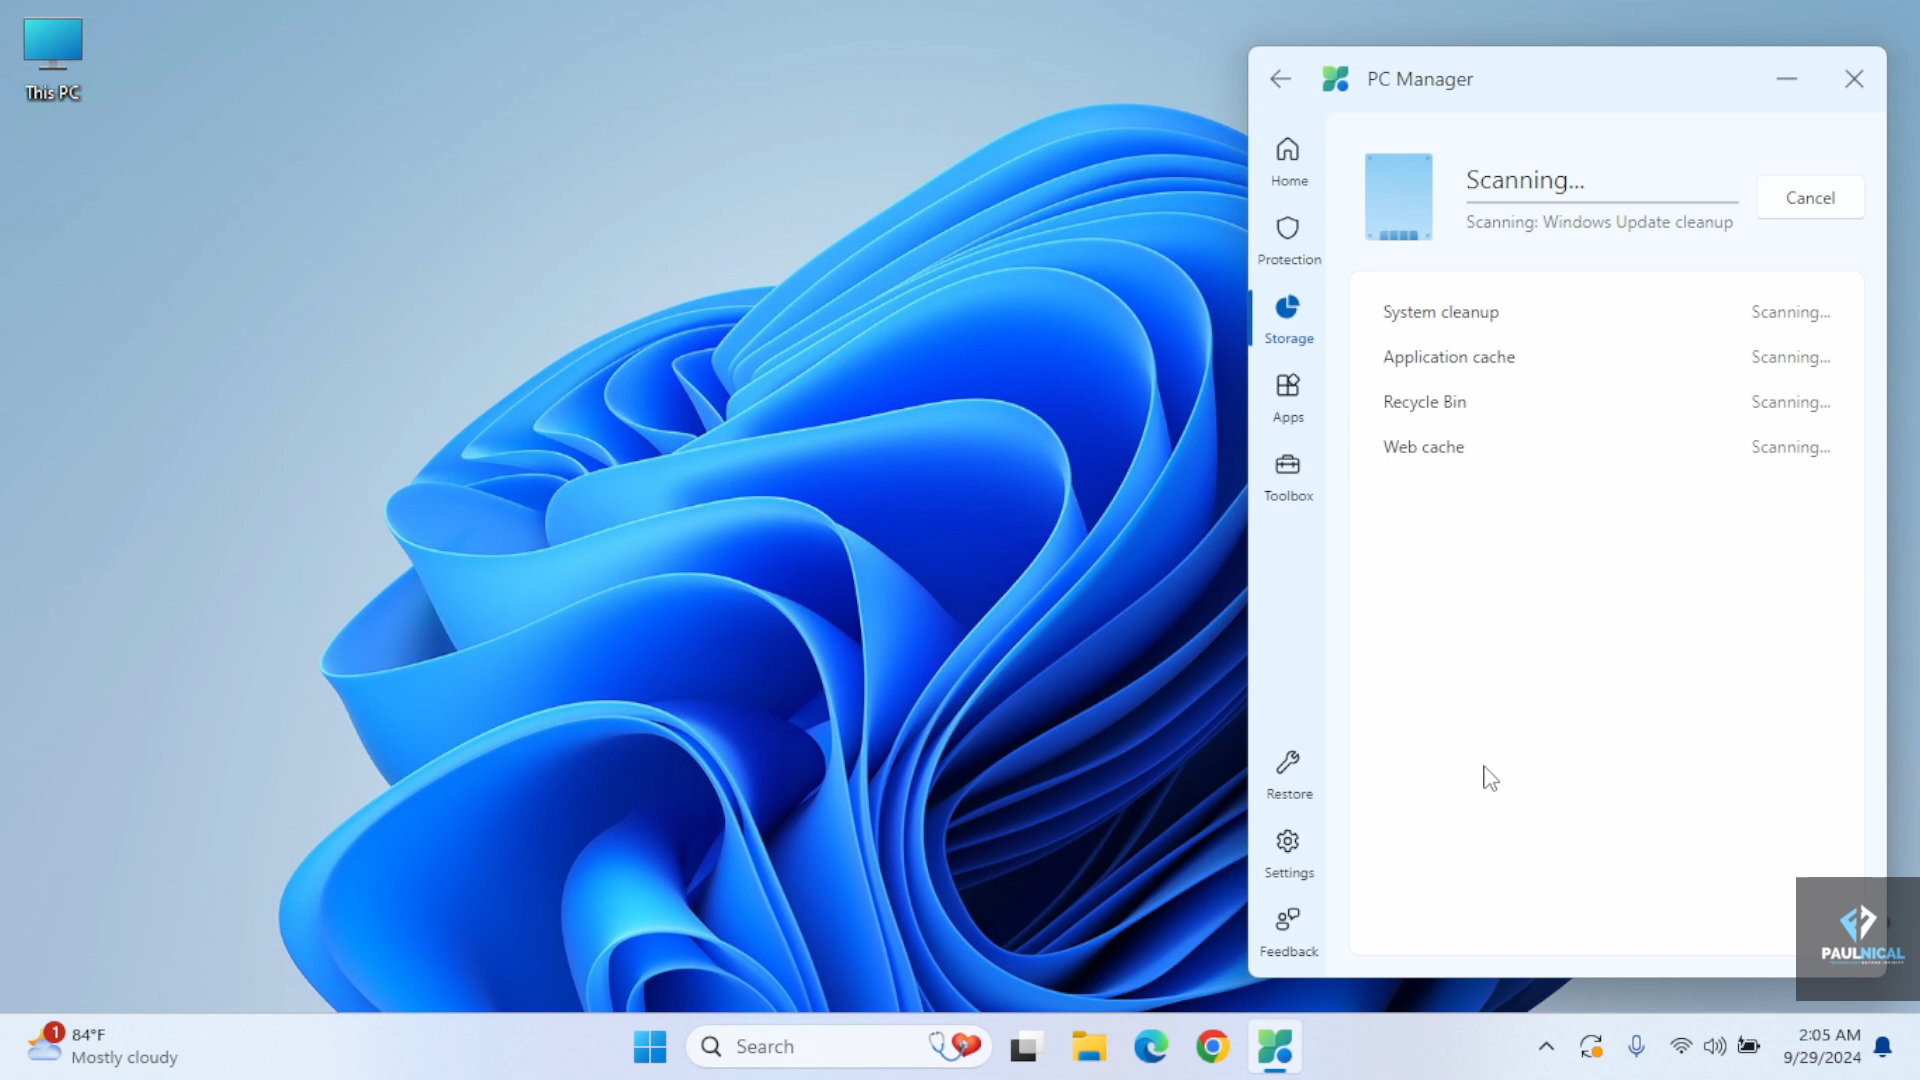 This PC
PC Manager
Home
Protection
Storage
Apps
Toolbox
Restore
Settings
Feedback
Scanning...
Scanning: Windows Update cleanup
Cancel
System cleanup Scanning...
Application cache Scanning...
Recycle Bin Scanning...
Web cache Scanning...
PAULNICAL
1
84°F
Mostly cloudy
Search
2:05 AM
9/29/2024